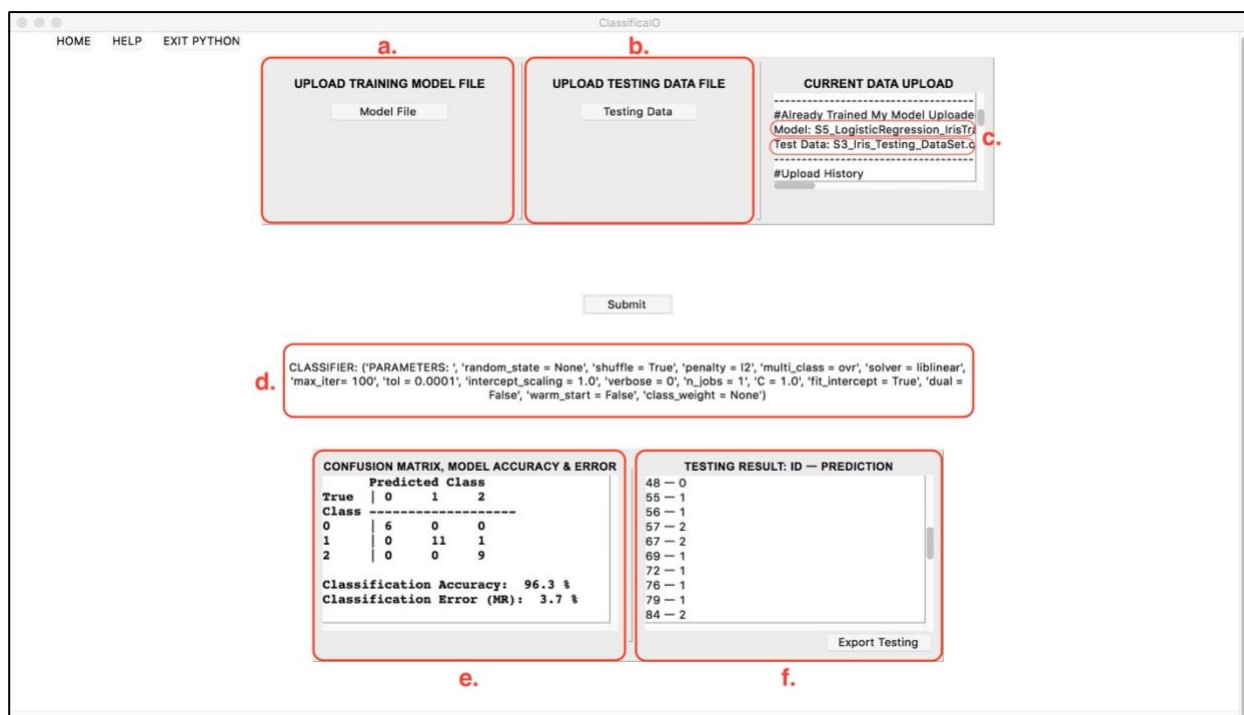 ClassificaIO
HOME HELP EXIT PYTHON
a.
b.
UPLOAD TRAINING MODEL FILE
Model File
UPLOAD TESTING DATA FILE
Testing Data
CURRENT DATA UPLOAD
#Already Trained My Model Uploade
Model: S5_LogisticRegression_IrisTra
Test Data: S3_Iris_Testing_DataSet.c
#Upload History
c.
Submit
d.
CLASSIFIER: ('PARAMETERS: ', 'random_state = None', 'shuffle = True', 'penalty = l2', 'multi_class = ovr', 'solver = liblinear',
'max_iter= 100', 'tol = 0.0001', 'intercept_scaling = 1.0', 'verbose = 0', 'n_jobs = 1', 'C = 1.0', 'fit_intercept = True', 'dual =
False', 'warm_start = False', 'class_weight = None')
CONFUSION MATRIX, MODEL ACCURACY & ERROR
Predicted Class
True | 0 1 2
Class --------------------
0 | 6 0 0
1 | 0 11 1
2 | 0 0 9
Classification Accuracy: 96.3 %
Classification Error (MR): 3.7 %
e.
TESTING RESULT: ID — PREDICTION
48 — 0
55 — 1
56 — 1
57 — 2
67 — 2
69 — 1
72 — 1
76 — 1
79 — 1
84 — 2
Export Testing
f.